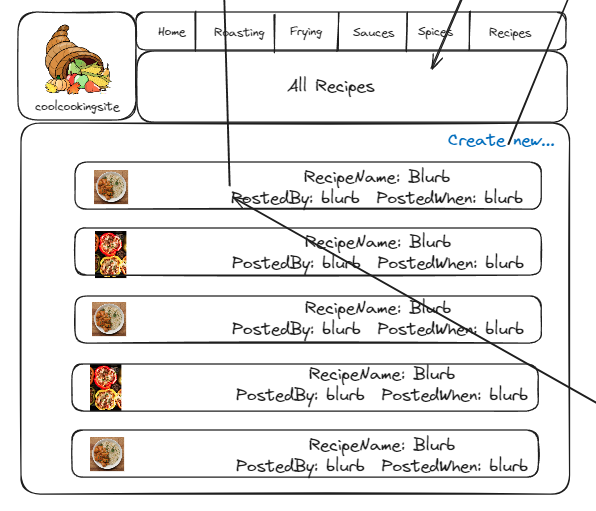 Home Roasting Frying Sauces Spices Recipes
coolcookingsite
All Recipes
Create new...
RecipeName: Blurb
PostedBy: blurb PostedWhen: blurb
RecipeName: Blurb
PostedBy: blurb PostedWhen: blurb
RecipeName: Blurb
PostedBy: blurb PostedWhen: blurb
RecipeName: Blurb
PostedBy: blurb PostedWhen: blurb
RecipeName: Blurb
PostedBy: blurb PostedWhen: blurb